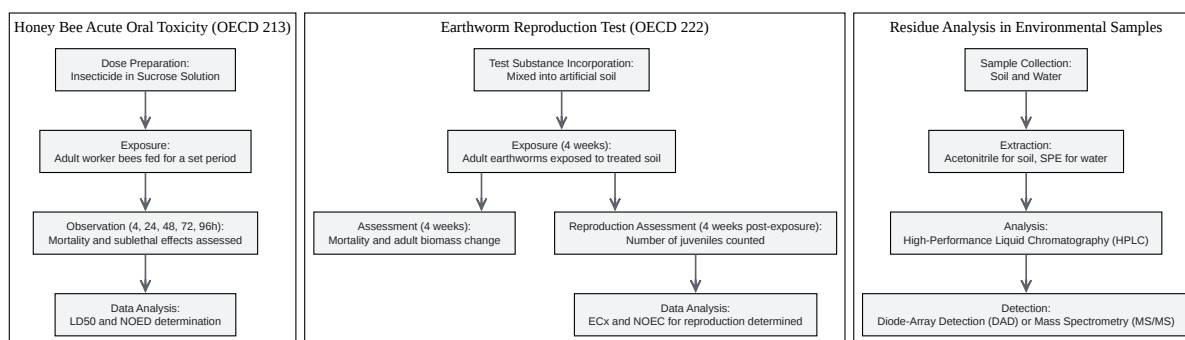 Honey Bee Acute Oral Toxicity (OECD 213)
Dose Preparation:
Insecticide in Sucrose Solution
Exposure:
Adult worker bees fed for a set period
Observation (4, 24, 48, 72, 96h):
Mortality and sublethal effects assessed
Data Analysis:
LD50 and NOED determination
Earthworm Reproduction Test (OECD 222)
Test Substance Incorporation:
Mixed into artificial soil
Exposure (4 weeks):
Adult earthworms exposed to treated soil
Assessment (4 weeks):
Mortality and adult biomass change
Reproduction Assessment (4 weeks post-exposure):
Number of juveniles counted
Data Analysis:
ECx and NOEC for reproduction determined
Residue Analysis in Environmental Samples
Sample Collection:
Soil and Water
Extraction:
Acetonitrile for soil, SPE for water
Analysis:
High-Performance Liquid Chromatography (HPLC)
Detection:
Diode-Array Detection (DAD) or Mass Spectrometry (MS/MS)